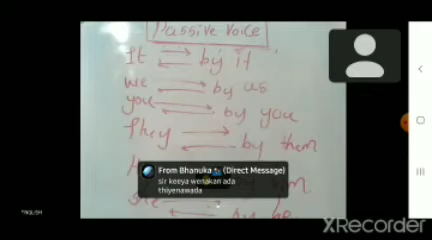 Passive Voice
It by it
we by us
you by you
They by them
From Bhanuka (Direct Message)
sir keeya wenakan ada
thiyenawada
XRecorder